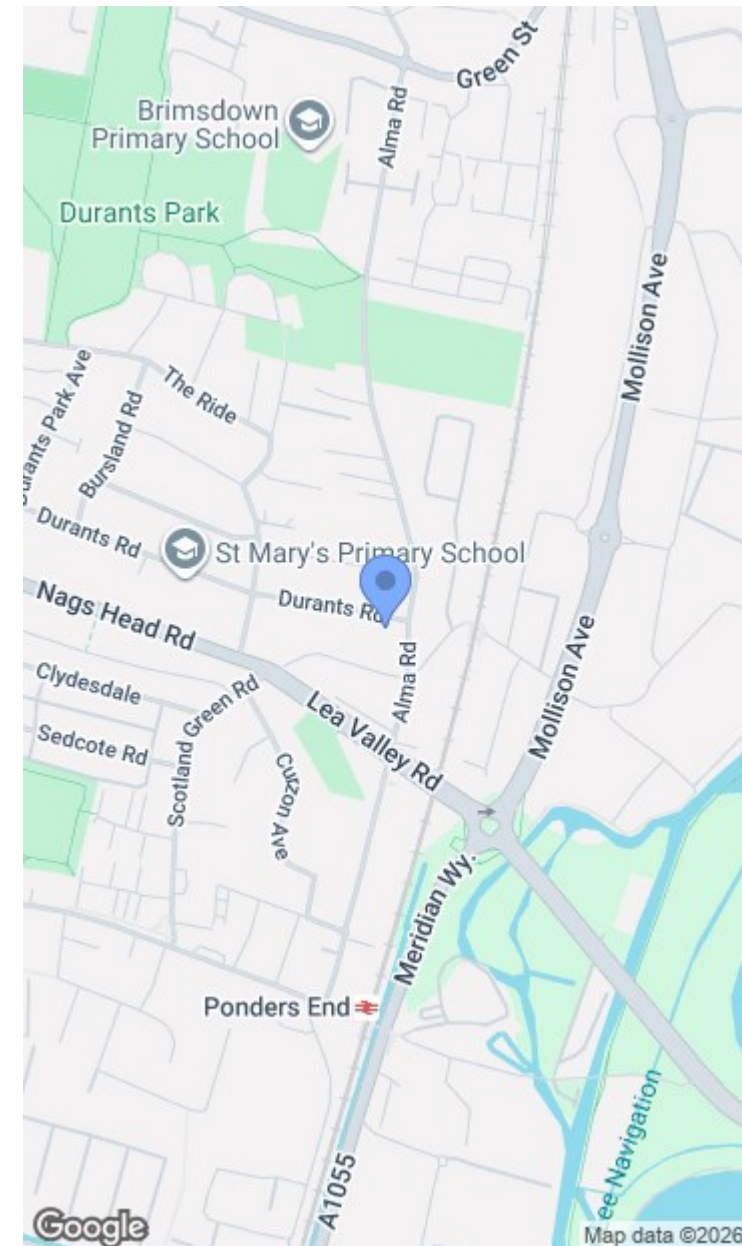 Green St
Brimsdown
Primary School
Alma Rd
Durants Park
Mollison Ave
The Ride
Durants Park Ave
Bursland Rd
Durants Rd
St Mary's Primary School
Durants Rd
Nags Head Rd
Alma Rd
Mollison Ave
Clydesdale
Scotland Green Rd
Lea Valley Rd
Sedcote Rd
Curzon Ave
Meridian Wy.
Ponders End
ee Navigation
A1055
Google
Map data ©2026